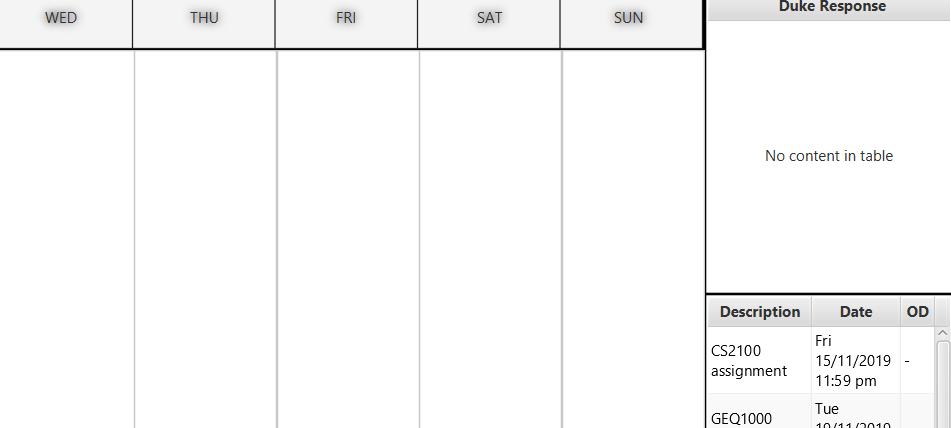 WED THU FRI SAT SUN
Duke Response
No content in table
Description Date OD
CS2100 assignment
Fri 15/11/2019 11:59 pm
-
GEQ1000
Tue